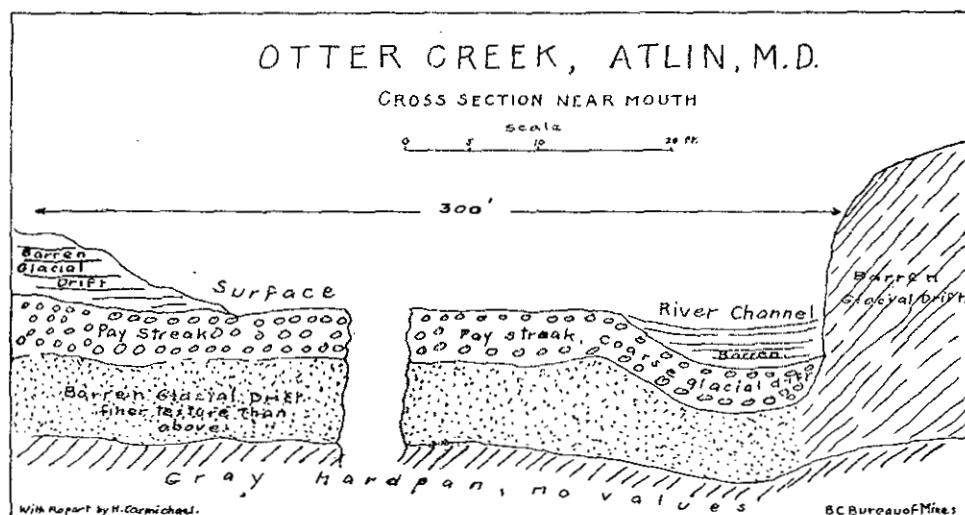 OTTER CREEK, ATLIN, M.D.
CROSS SECTION NEAR MOUTH
scale
0 5 10 20 ft.
300'
Barren
Glacial
Drift
Surface
River Channel
Barren
Glacial Drift
Pay Streak
Pay streak, coarse glacial drift
Barren
Barren Glacial Drift
finer texture than
above.
Gray Hardpan, no values
With Report by H. Carmichael.
BC Bureau of Mines